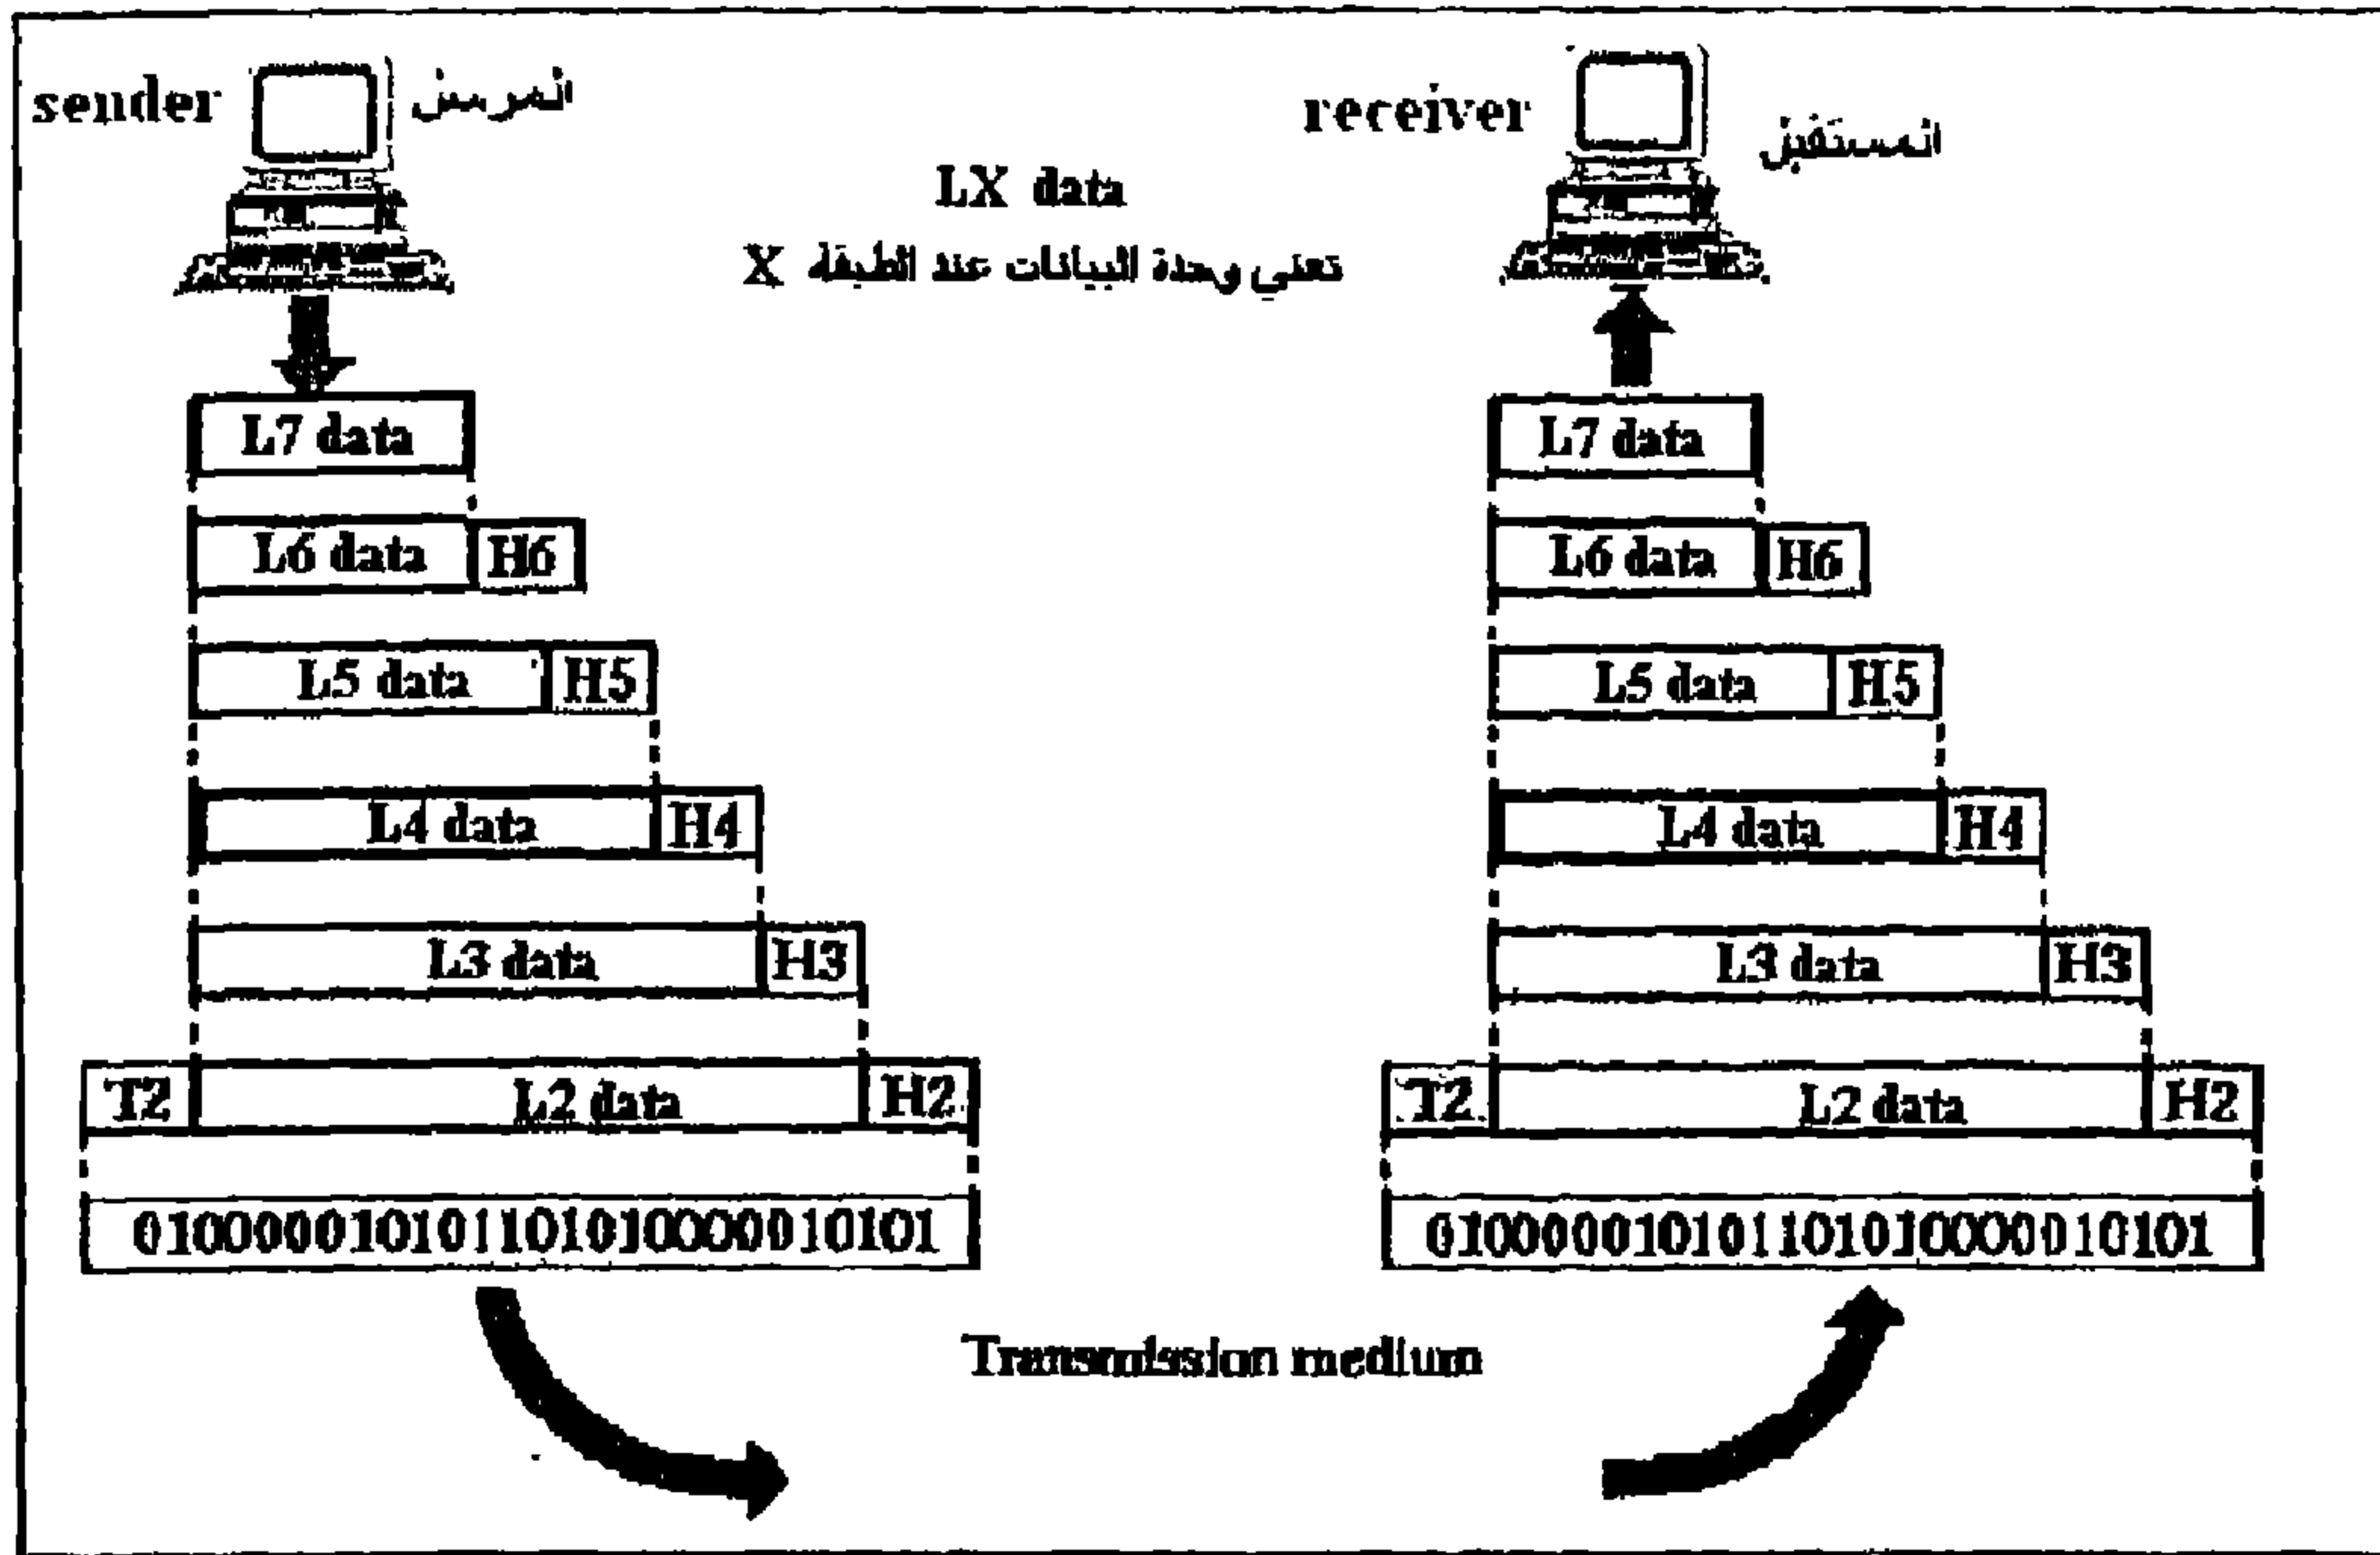 sender
المرسل
receiver
المستقبل
LX data
تعني وحدة البيانات عند الطبقة X
L7 data
L6 data H6
L5 data H5
L4 data H4
L3 data H3
T2 L2 data H2
010000010101101010000010101
L7 data
L6 data H6
L5 data H5
L4 data H4
L3 data H3
T2 L2 data H2
010000010101101010000010101
Transmission medium